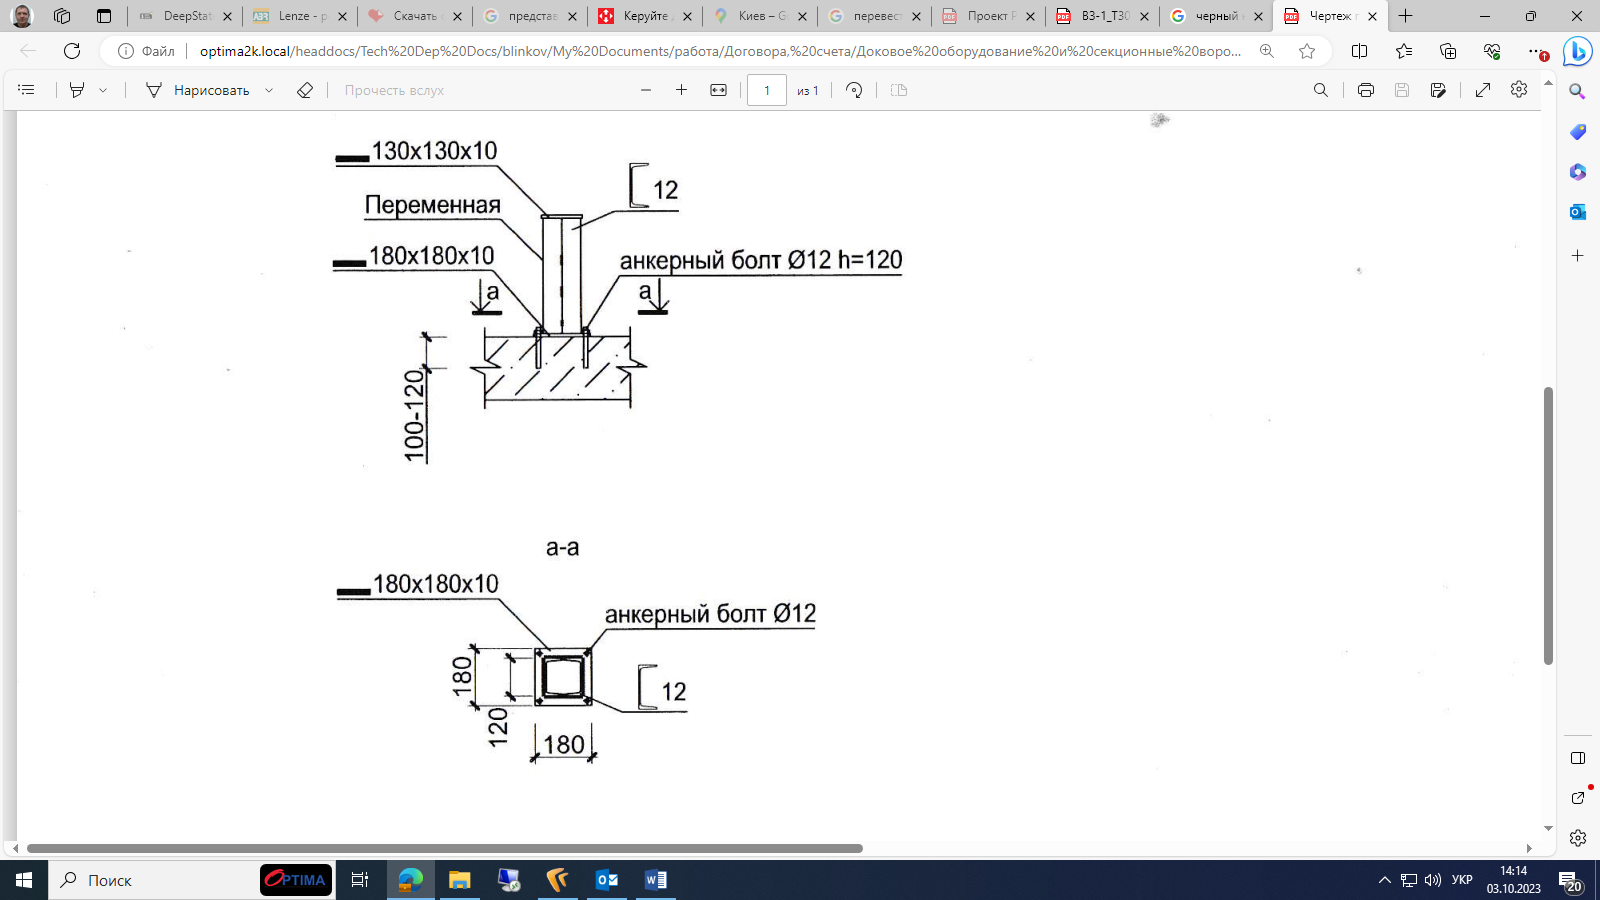 DeepStat
Lenze - p
Скачать
представ
Керуйте
Киев – G
перевест
Проект Р
ВЗ-1_Т30
черный
Чертеж
Файл
optima2k.local/headdocs/Tech%20Dep%20Docs/blinkov/My%20Documents/работа/Договора,%20счета/Доковое%20оборудование%20и%20секционные%20воро...
1
Нарисовать
Прочесть вслух
1
из 1
130x130x10
12
Переменная
180x180x10
анкерный болт Ø12 h=120
a
a
100-120
a-a
180x180x10
анкерный болт Ø12
180
120
12
180
Поиск
OPTIMA
УКР
14:14
03.10.2023
20